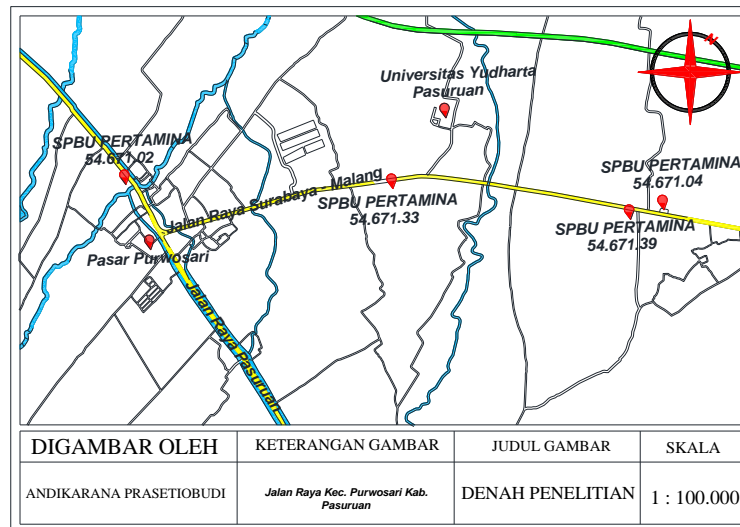 N
Universitas Yudharta
Pasuruan
SPBU PERTAMINA
54.671.02
SPBU PERTAMINA
54.671.04
Jalan Raya Surabaya - Malang
SPBU PERTAMINA
54.671.33
SPBU PERTAMINA
54.671.39
Pasar Purwosari
Jalan Raya Pasuruan
DIGAMBAR OLEH
KETERANGAN GAMBAR
JUDUL GAMBAR
SKALA
ANDIKARANA PRASETIOBUDI
Jalan Raya Kec. Purwosari Kab.
Pasuruan
DENAH PENELITIAN
1 : 100.000